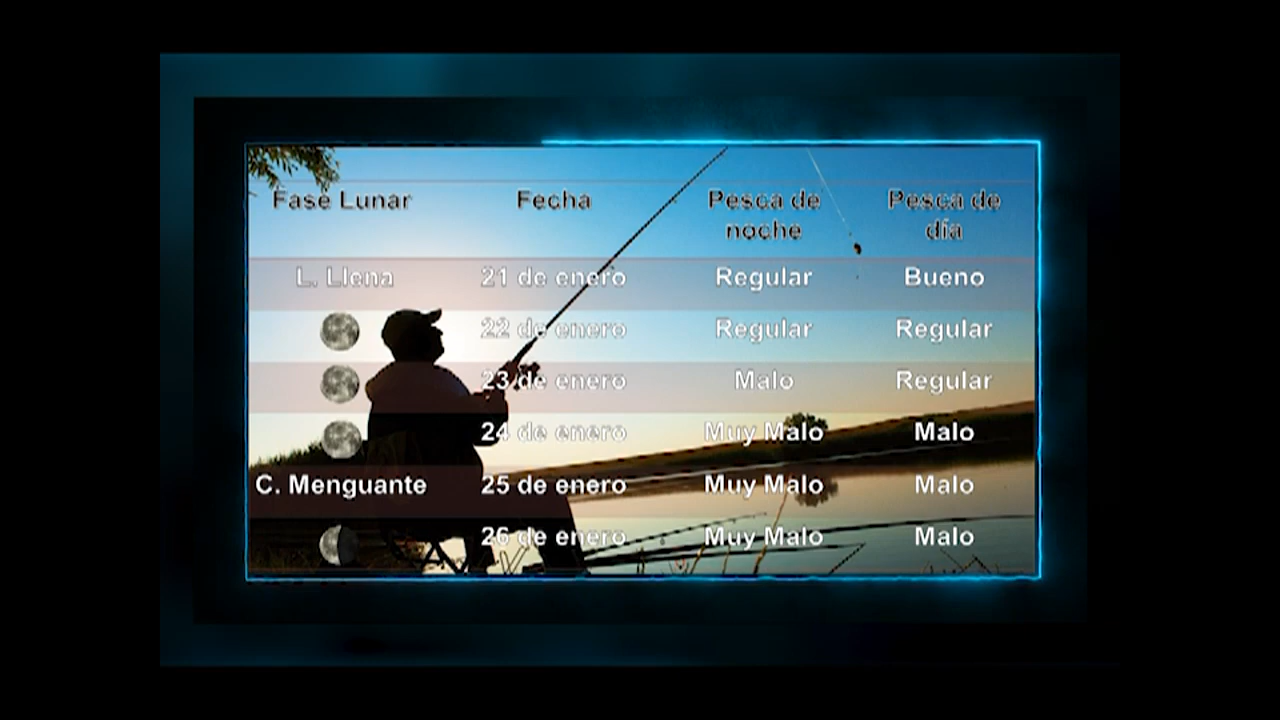 Fase Lunar Fecha Pesca de noche Pesca de día
L. Llena 21 de enero Regular Bueno
22 de enero Regular Regular
23 de enero Malo Regular
24 de enero Muy Malo Malo
C. Menguante 25 de enero Muy Malo Malo
26 de enero Muy Malo Malo